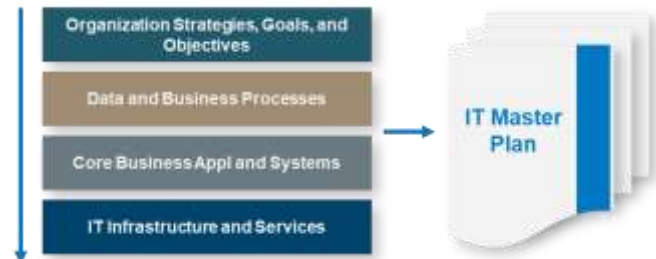 Organization Strategies, Goals, and
Objectives
Data and Business Processes
Core Business Appl and Systems
IT Infrastructure and Services
IT Master
Plan